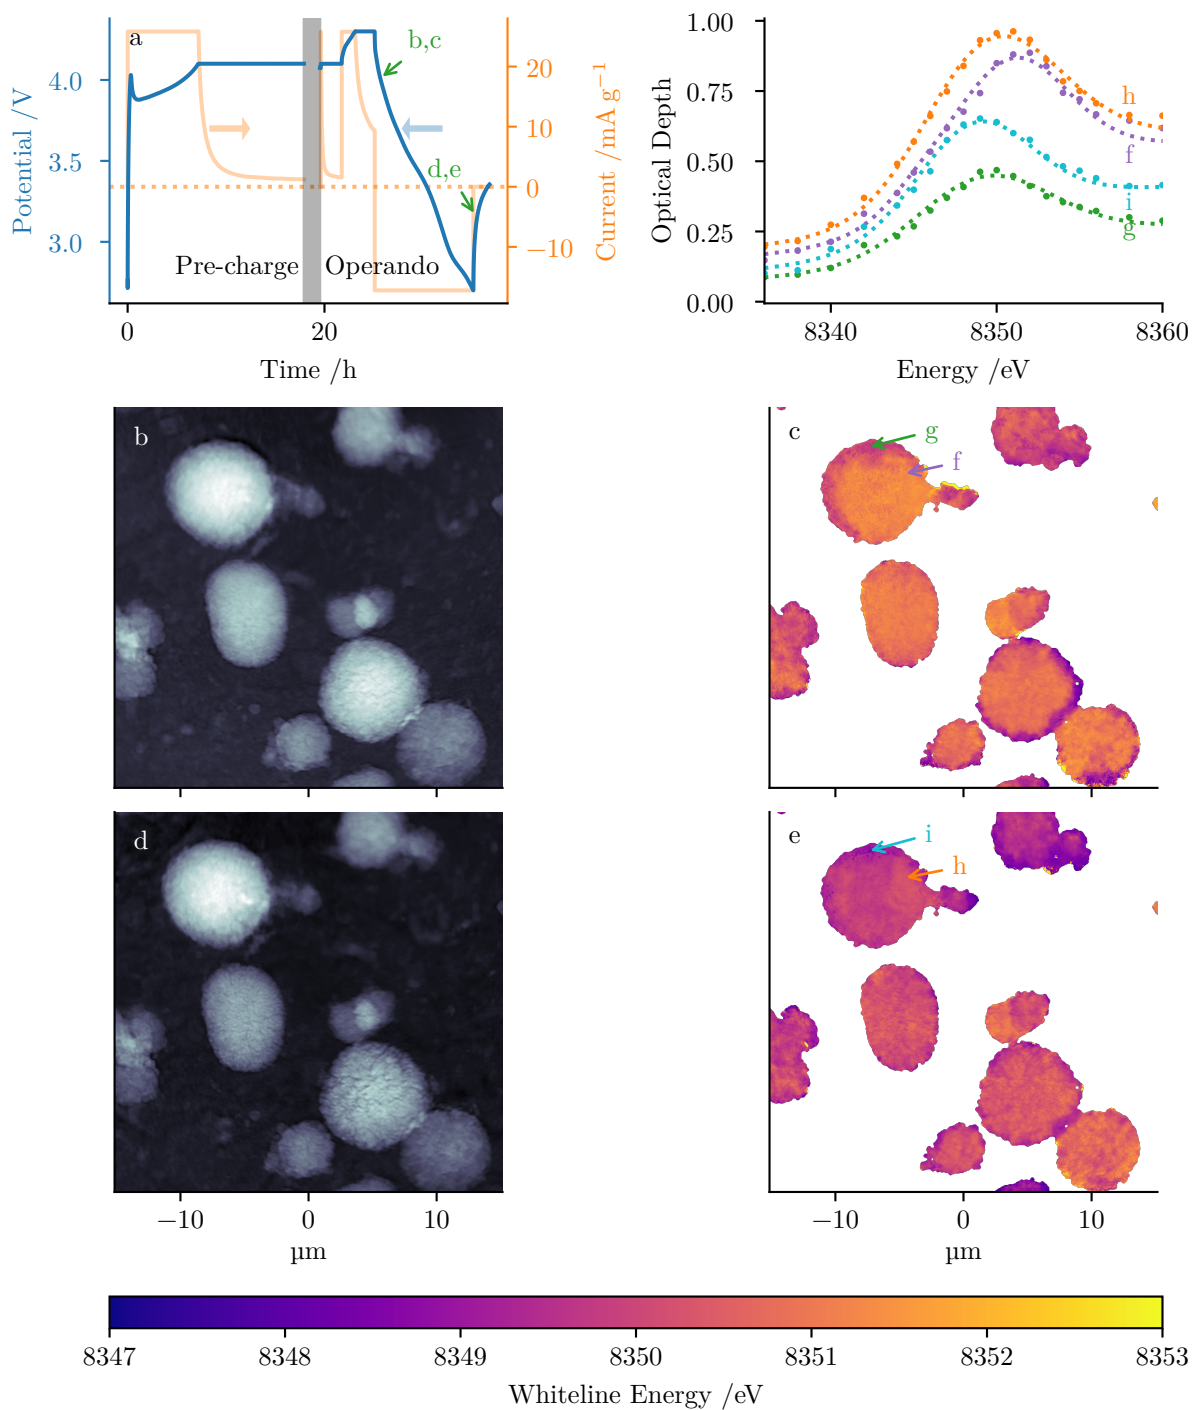 a
b,c
d,e
Pre-charge
Operando
4.0
3.5
3.0
Potential /V
20
10
0
−10
Current /mA g⁻¹
0
20
Time /h
1.00
0.75
0.50
0.25
0.00
Optical Depth
h
f
i
g
8340
8350
8360
Energy /eV
b
c
g
f
d
e
i
h
−10
0
10
µm
−10
0
10
µm
8347
8348
8349
8350
8351
8352
8353
Whiteline Energy /eV